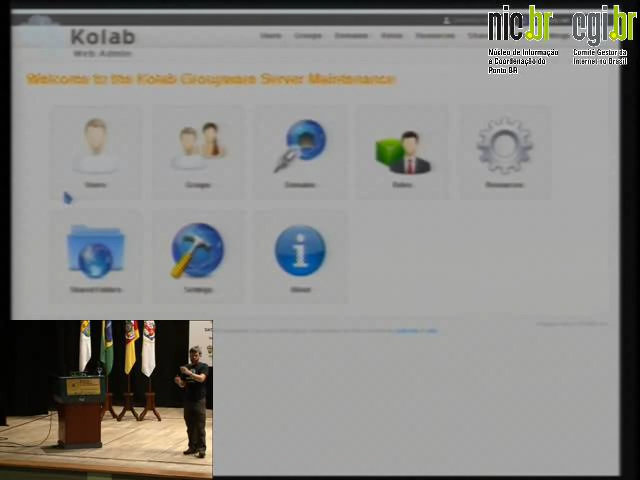 nic.br cgi.br
Núcleo de Informação
e Coordenação do
Ponto BR
Comitê Gestor da
Internet no Brasil
Kolab
Web Admin
Users Groups Domains Roles Resources
Welcome to the Kolab Groupware Server Maintenance
Users Groups Domains Roles Resources
Shared Folders Settings About